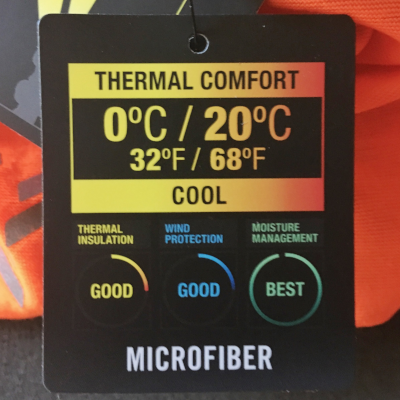 THERMAL COMFORT
0ºC / 20ºC
32ºF / 68ºF
COOL
THERMAL
INSULATION
GOOD
WIND
PROTECTION
GOOD
MOISTURE
MANAGEMENT
BEST
MICROFIBER